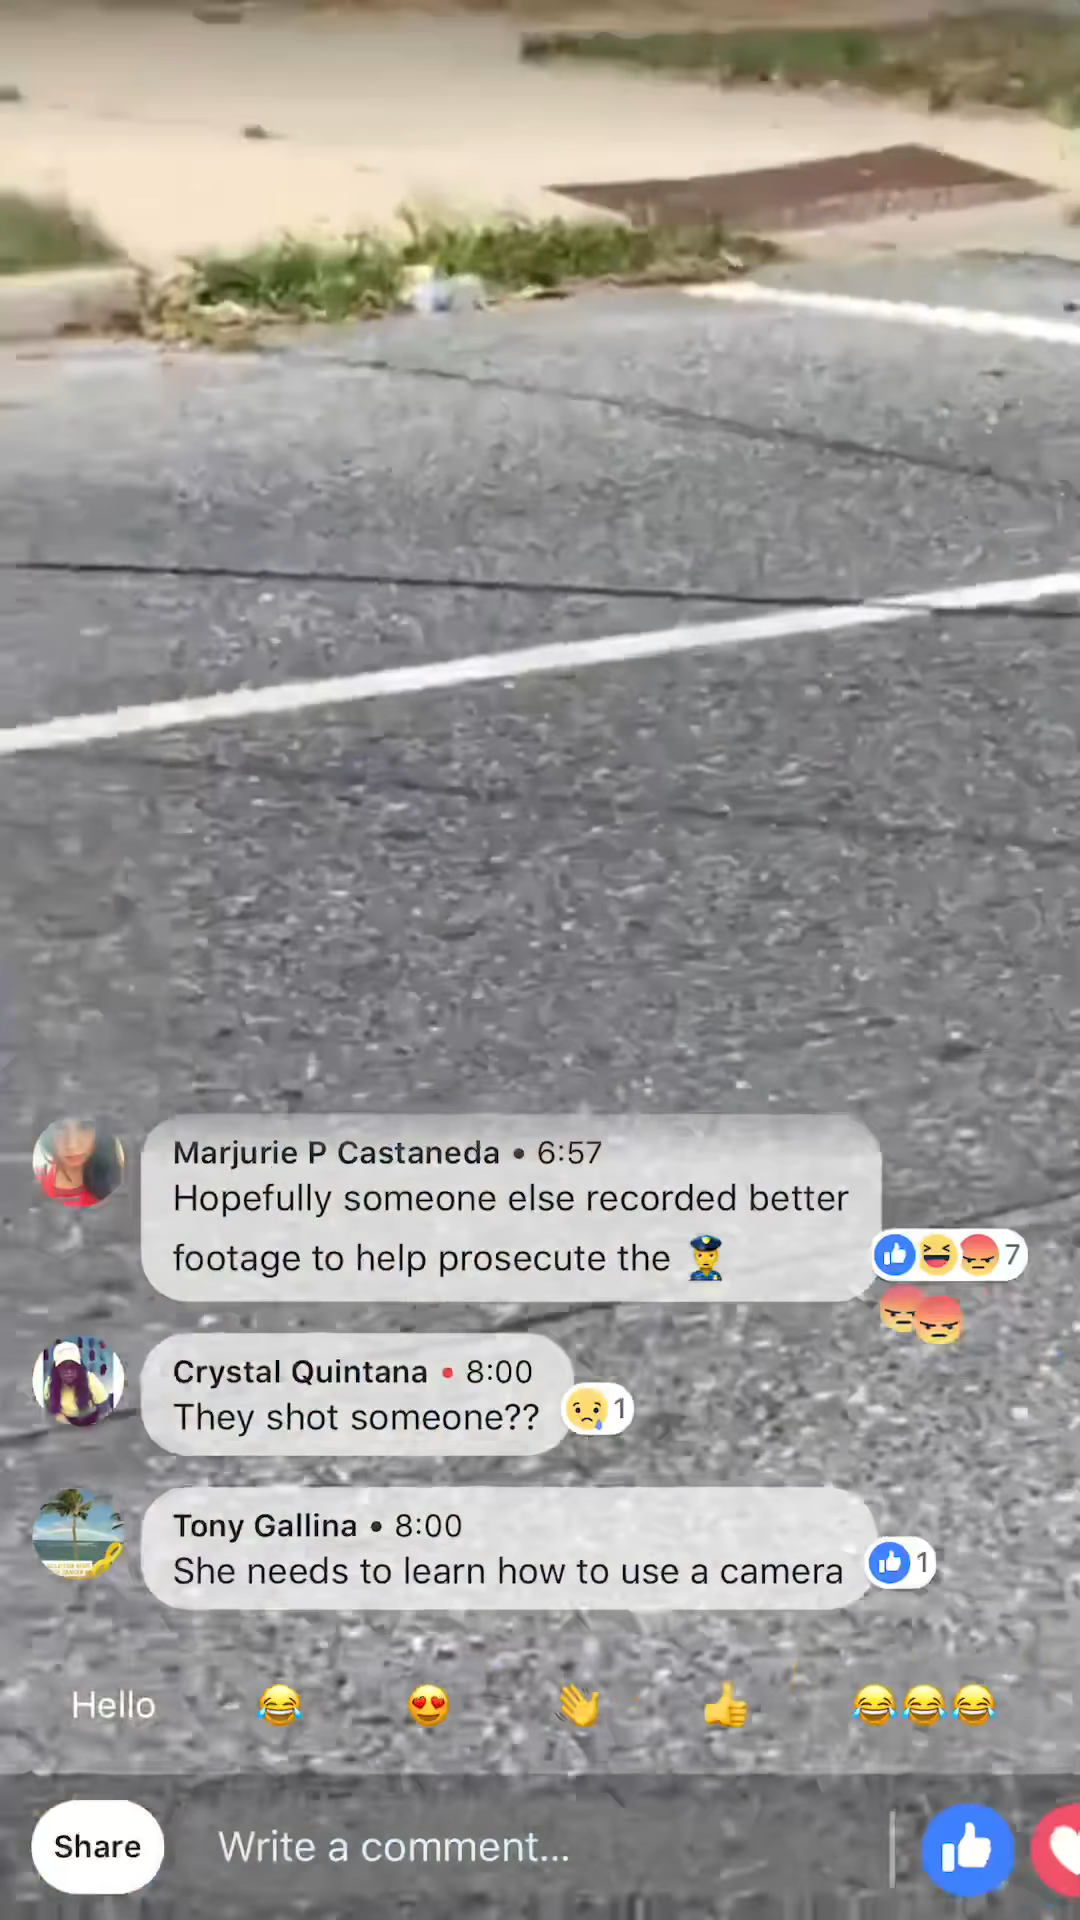 Marjurie P Castaneda • 6:57
Hopefully someone else recorded better
footage to help prosecute the 👮
7
Crystal Quintana • 8:00
They shot someone??
1
Tony Gallina • 8:00
She needs to learn how to use a camera
1
Hello 😂 😍 👋 👍 😂😂😂
Share Write a comment...